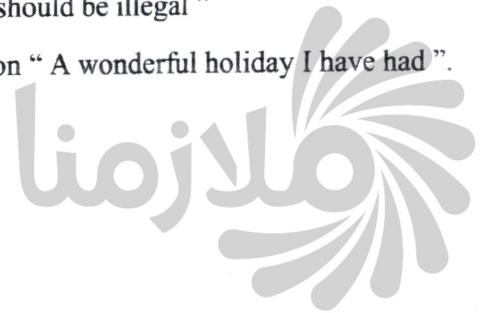 should be illegal ”
on “ A wonderful holiday I have had ”.
ملازمنا